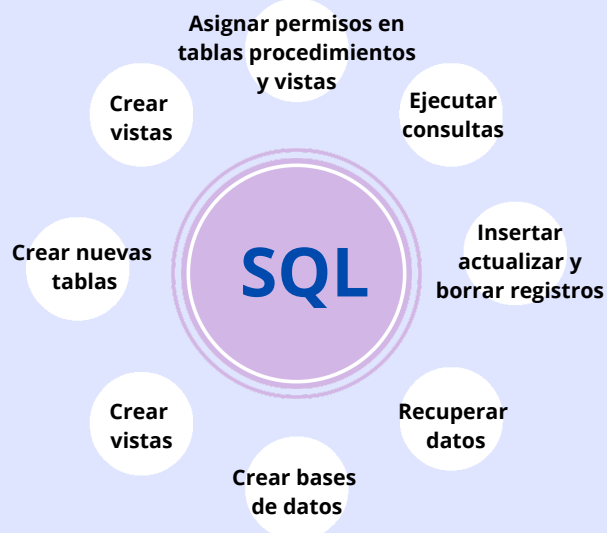 Asignar permisos en
tablas procedimientos
y vistas
Crear
vistas
Ejecutar
consultas
Crear nuevas
tablas
SQL
Insertar
actualizar y
borrar registros
Crear
vistas
Recuperar
datos
Crear bases
de datos